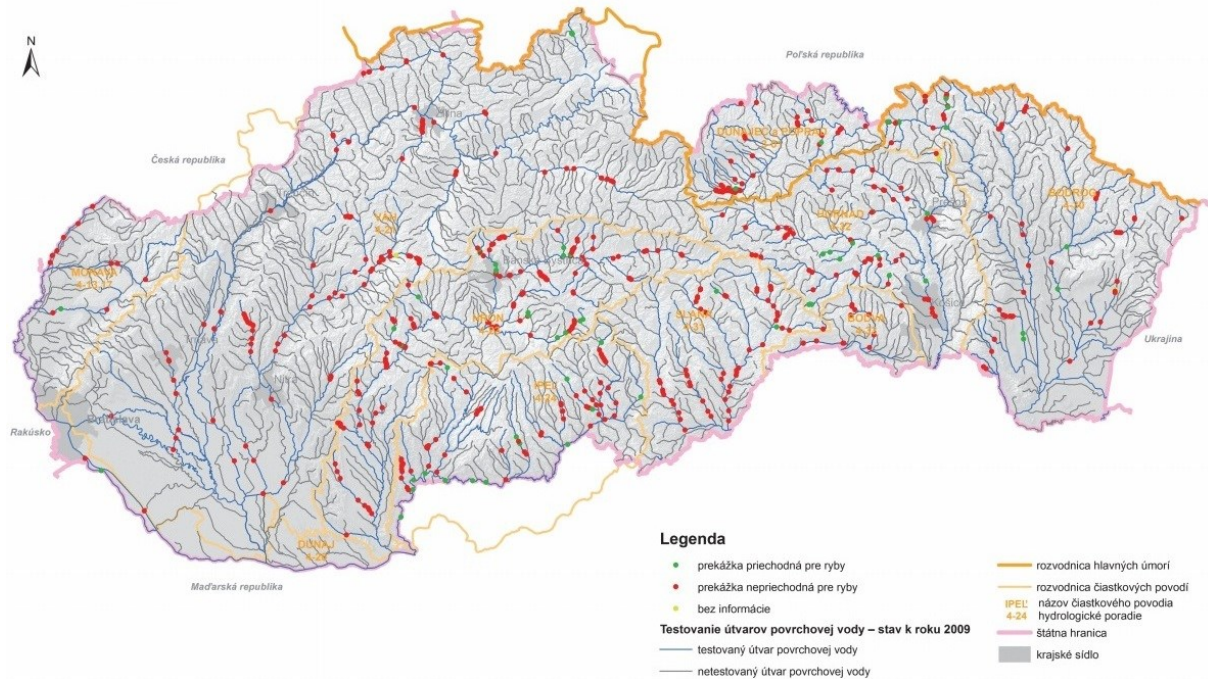 N
Poľská republika
Žilina
DUNAJEC a POPRAD
Česká republika
Trenčín
BODROG
4-30
HORNÁD
4-32
Prešov
VÁH
4-21
MORAVA
4-13, 17
Banská Bystrica
Košice
HRON
4-23
SLANÁ
4-31
BODVA
4-33
Ukrajina
Trnava
Nitra
IPEĽ
4-24
Bratislava
Rakúsko
DUNAJ
4-20
Maďarská republika
Legenda
prekážka priechodná pre ryby
prekážka nepriechodná pre ryby
bez informácie
Testovanie útvarov povrchovej vody – stav k roku 2009
testovaný útvar povrchovej vody
netestovaný útvar povrchovej vody
rozvodnica hlavných úmorí
rozvodnica čiastkových povodí
IPEĽ názov čiastkového povodia
4-24 hydrologické poradie
štátna hranica
krajské sídlo